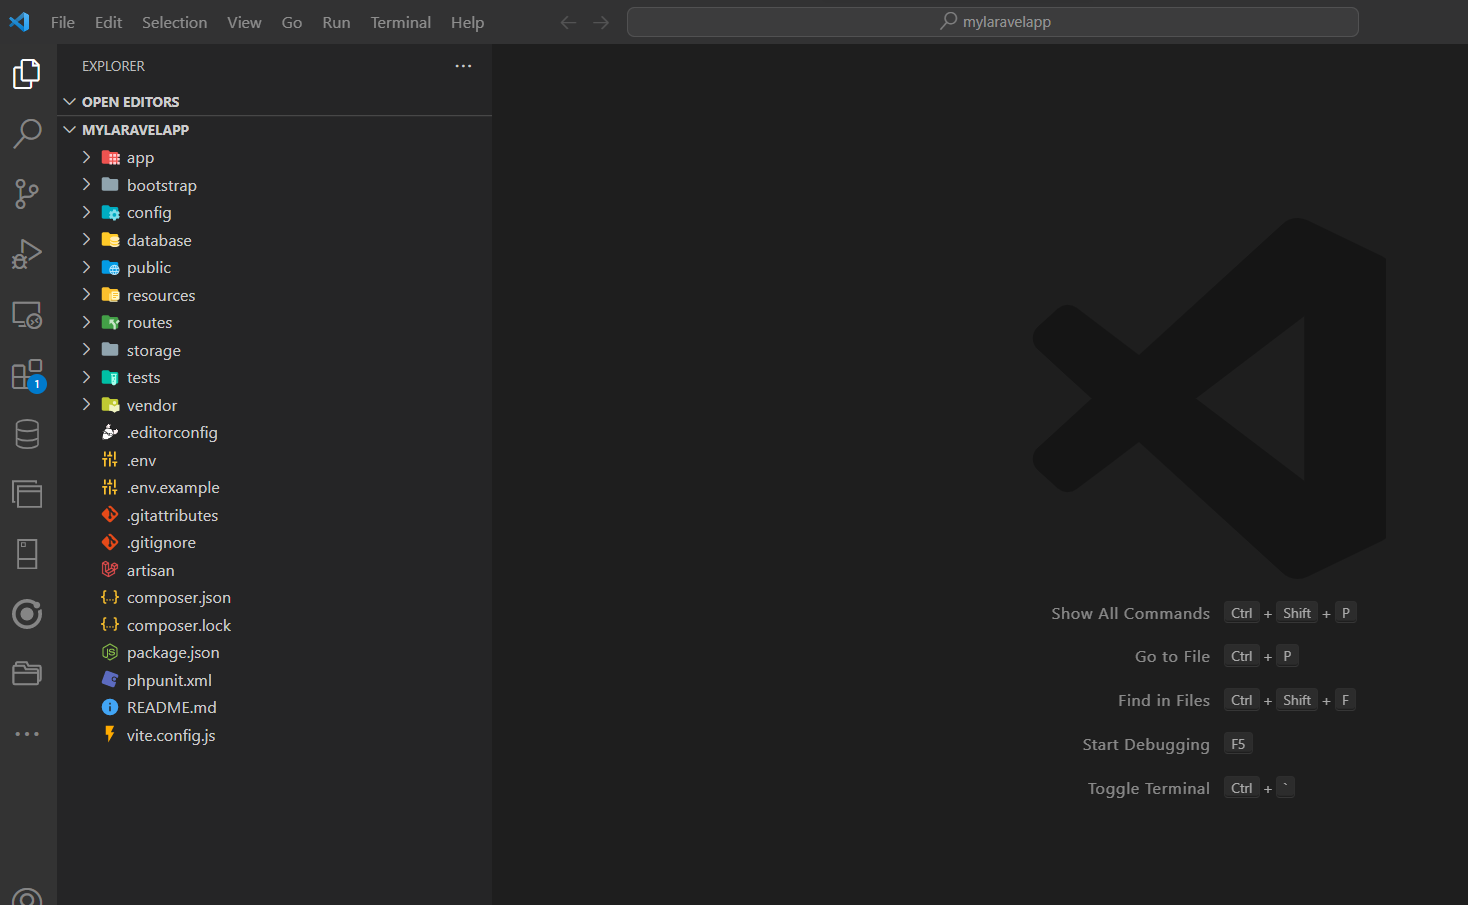 File Edit Selection View Go Run Terminal Help
mylaravelapp
EXPLORER
OPEN EDITORS
MYLARAVELAPP
app
bootstrap
config
database
public
resources
routes
storage
tests
vendor
.editorconfig
.env
.env.example
.gitattributes
.gitignore
artisan
composer.json
composer.lock
package.json
phpunit.xml
README.md
vite.config.js
1
Show All Commands Ctrl + Shift + P
Go to File Ctrl + P
Find in Files Ctrl + Shift + F
Start Debugging F5
Toggle Terminal Ctrl + `